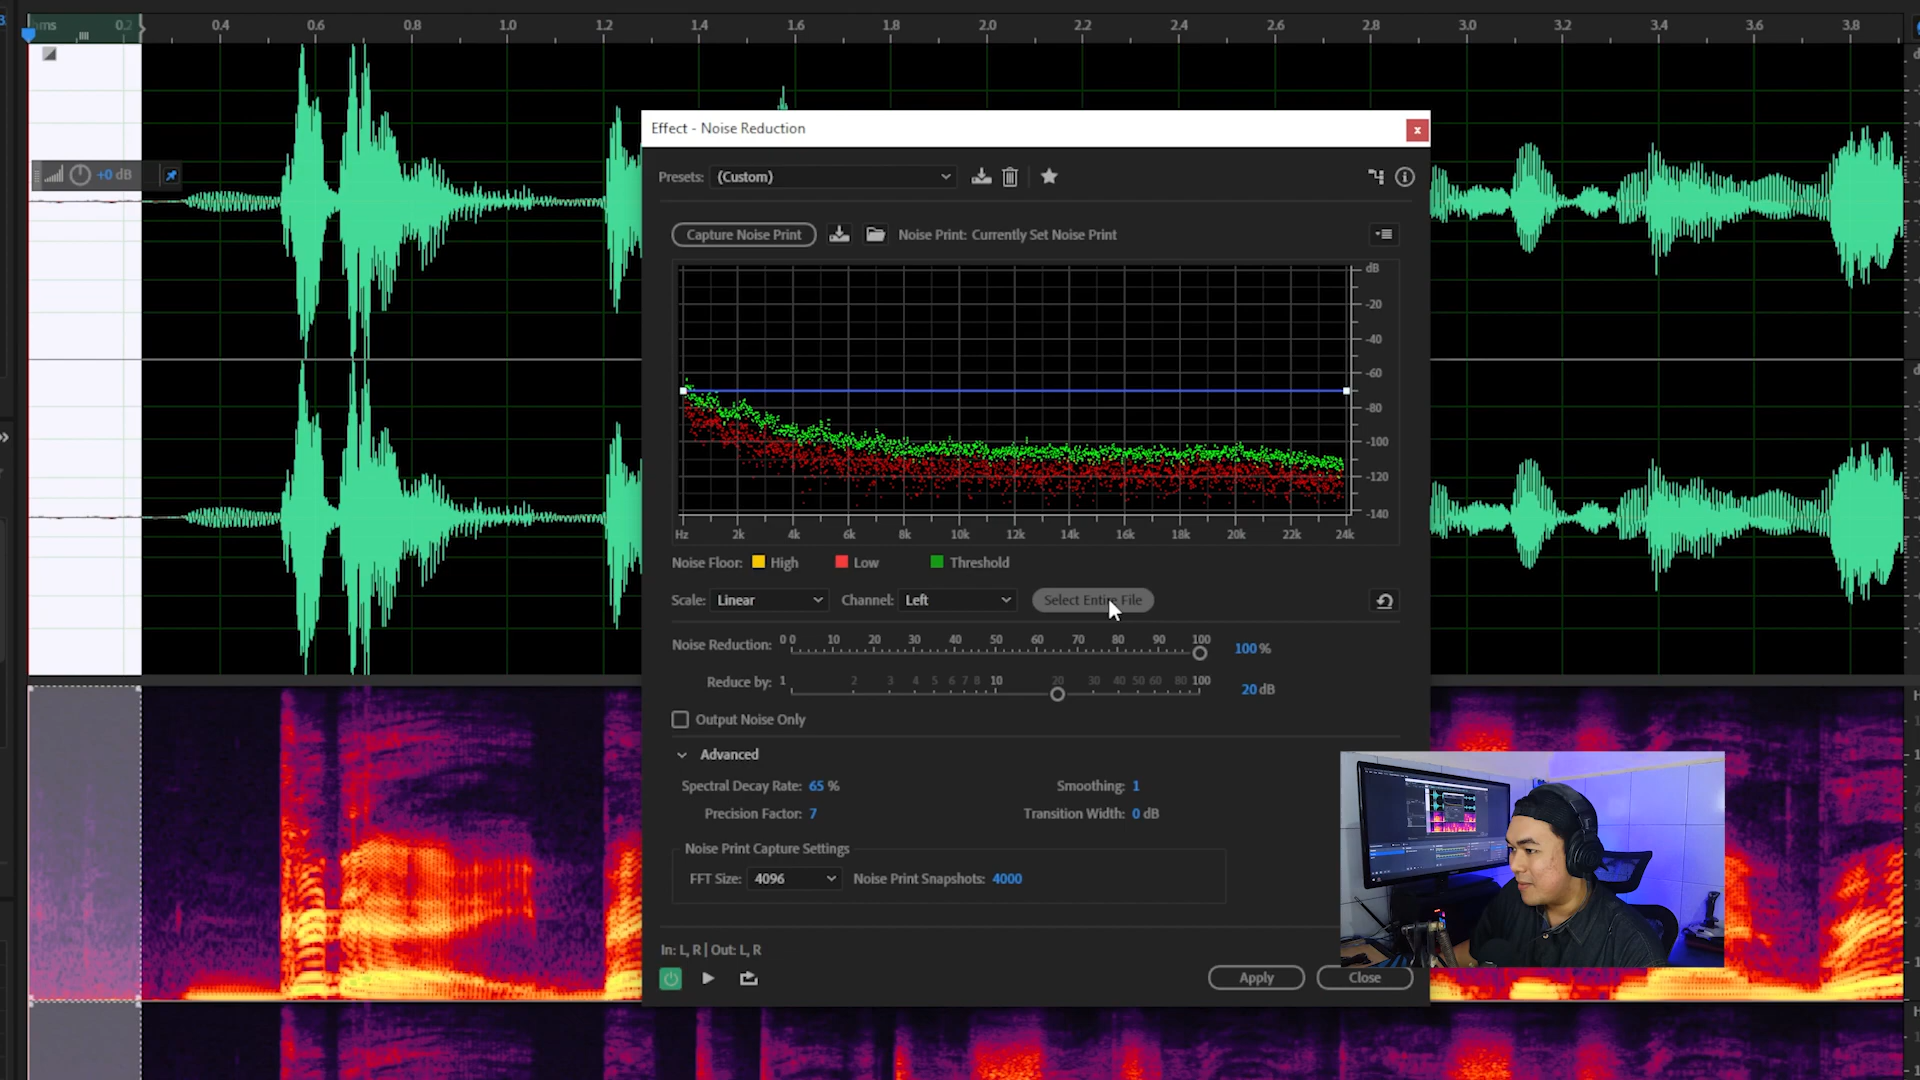 hms 0.2 0.4 0.6 0.8 1.0 1.2 1.4 1.6 1.8 2.0 2.2 2.4 2.6 2.8 3.0 3.2 3.4 3.6 3.8
Effect - Noise Reduction
x
Presets: (Custom)
+0 dB
Capture Noise Print
Noise Print: Currently Set Noise Print
dB
-20
-40
-60
-80
-100
-120
-140
Hz 2k 4k 6k 8k 10k 12k 14k 16k 18k 20k 22k 24k
Noise Floor: High Low Threshold
Scale: Linear Channel: Left Select Entire File
Noise Reduction: 0 0 10 20 30 40 50 60 70 80 90 100 100 %
Reduce by: 1 2 3 4 5 6 7 8 10 20 30 40 50 60 80 100 20 dB
Output Noise Only
Advanced
Spectral Decay Rate: 65 % Smoothing: 1
Precision Factor: 7 Transition Width: 0 dB
Noise Print Capture Settings
FFT Size: 4096 Noise Print Snapshots: 4000
In: L, R | Out: L, R
Apply Close